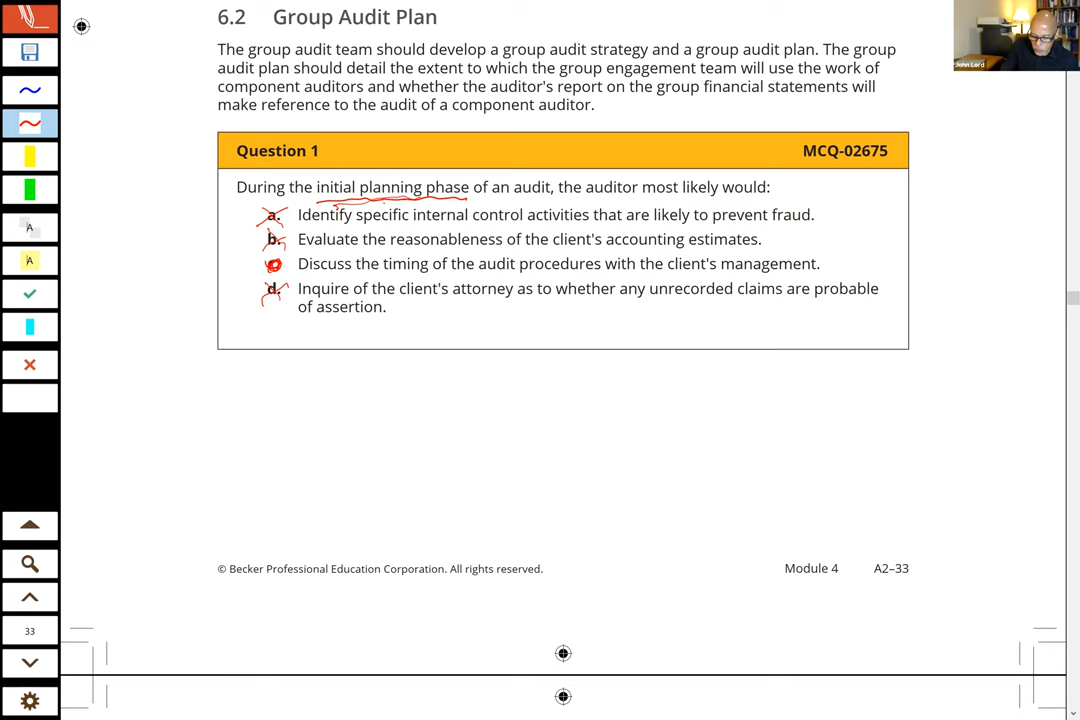 6.2 Group Audit Plan
John Lord
The group audit team should develop a group audit strategy and a group audit plan. The group
audit plan should detail the extent to which the group engagement team will use the work of
component auditors and whether the auditor's report on the group financial statements will
make reference to the audit of a component auditor.
Question 1 MCQ-02675
During the initial planning phase of an audit, the auditor most likely would:
a. Identify specific internal control activities that are likely to prevent fraud.
b. Evaluate the reasonableness of the client's accounting estimates.
Discuss the timing of the audit procedures with the client's management.
d. Inquire of the client's attorney as to whether any unrecorded claims are probable
of assertion.
A
A
33
© Becker Professional Education Corporation. All rights reserved. Module 4 A2–33